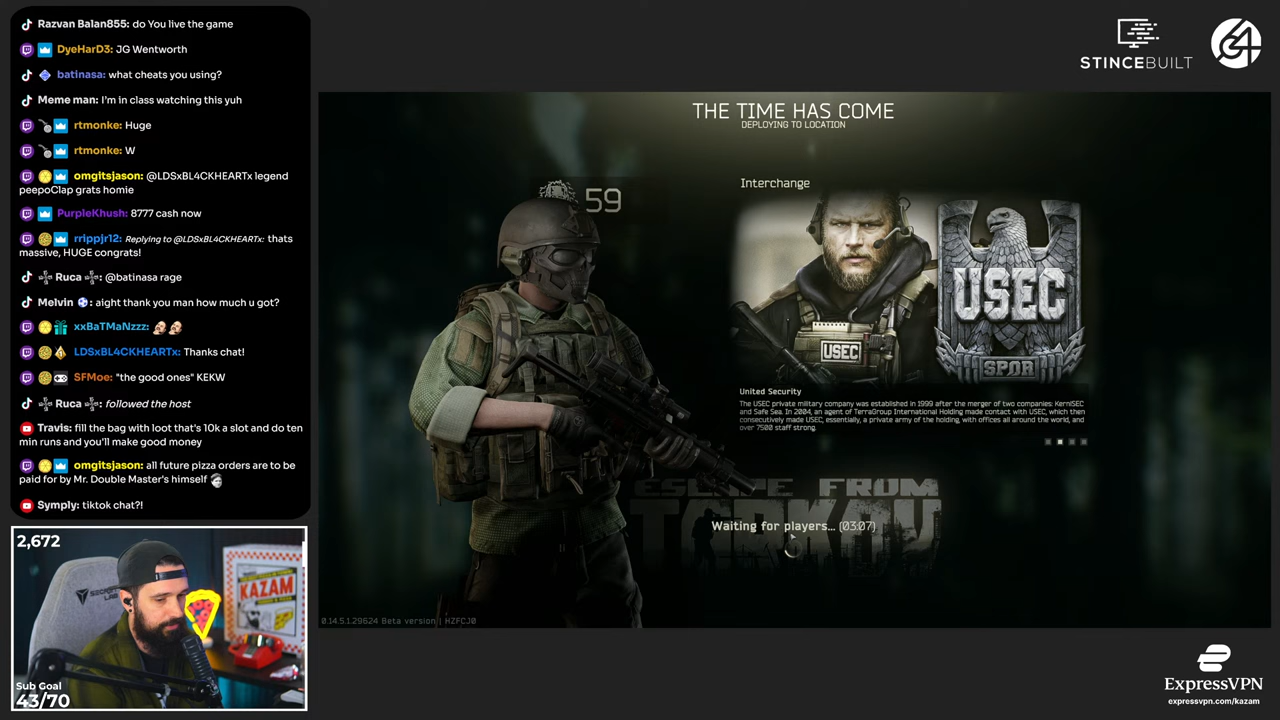 Razvan Balan855: do You live the game
DyeHarD3: JG Wentworth
batinasa: what cheats you using?
Meme man: I'm in class watching this yuh
rtmonke: Huge
rtmonke: W
omgitsjason: @LDSxBL4CKHEARTx legend
peepoClap grats homie
PurpleKhush: 8777 cash now
rrippjr12: Replying to @LDSxBL4CKHEARTx: thats
massive, HUGE congrats!
Ruca: @batinasa rage
Melvin: aight thank you man how much u got?
xxBaTMaNzzz:
LDSxBL4CKHEARTx: Thanks chat!
SFMoe: "the good ones" KEKW
Ruca: followed the host
Travis: fill the beg with loot that's 10k a slot and do ten
min runs and you'll make good money
omgitsjason: all future pizza orders are to be
paid for by Mr. Double Master's himself
Symply: tiktok chat?!
2,672
KAZAM
Sub Goal
43/70
STINCEBUILT
G4
THE TIME HAS COME
DEPLOYING TO LOCATION
59
Interchange
USEC
USEC
SPQR
United Security
The USEC private military company was established in 1999 after the merger of two companies: KerniSEC
and Safe Sea. In 2004, an agent of TerraGroup International Holding made contact with USEC, which then
consecutively made USEC, essentially, a private army of the holding, with offices all around the world, and
over 7500 staff strong.
ESCAPE FROM
TARKOV
Waiting for players... (03:07)
0.14.5.1.29624 Beta version | HZFCJ0
ExpressVPN
expressvpn.com/kazam